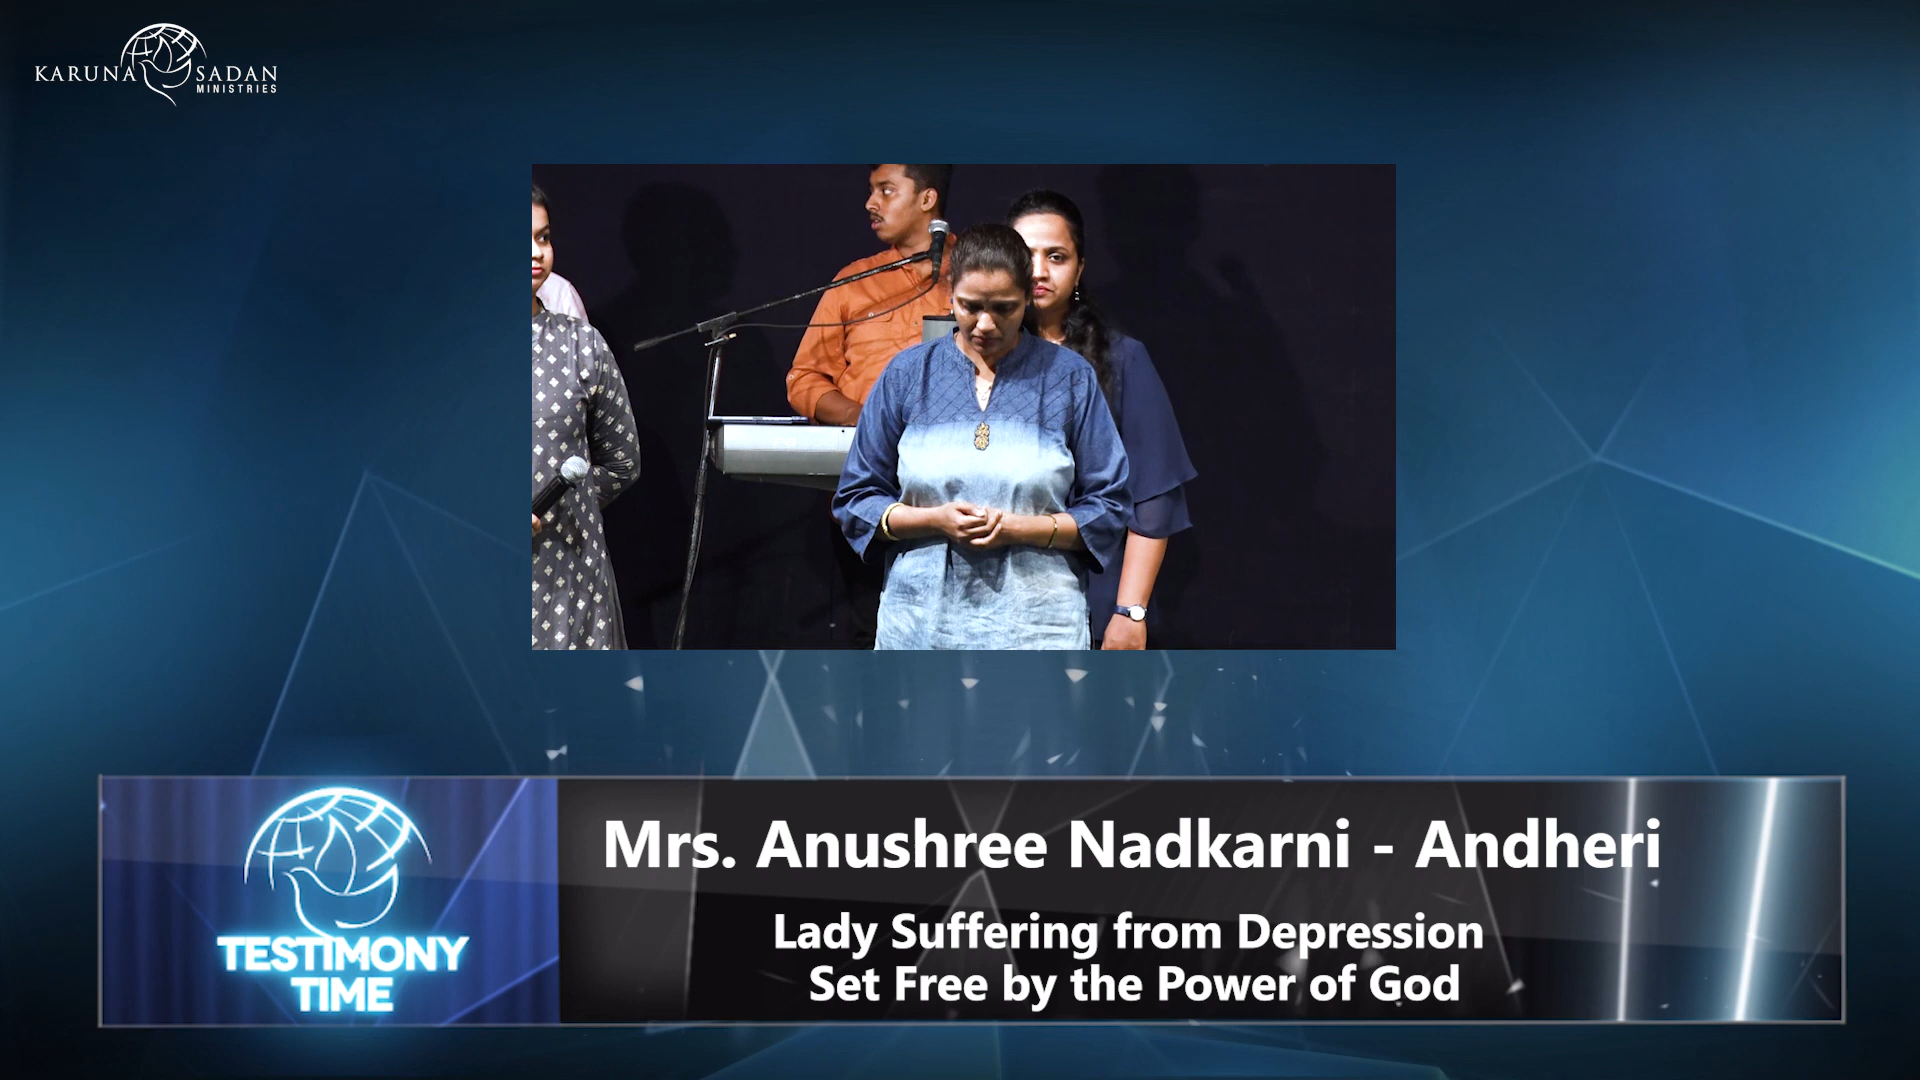 KARUNA SADAN
MINISTRIES
Mrs. Anushree Nadkarni - Andheri
Lady Suffering from Depression
Set Free by the Power of God
TESTIMONY
TIME